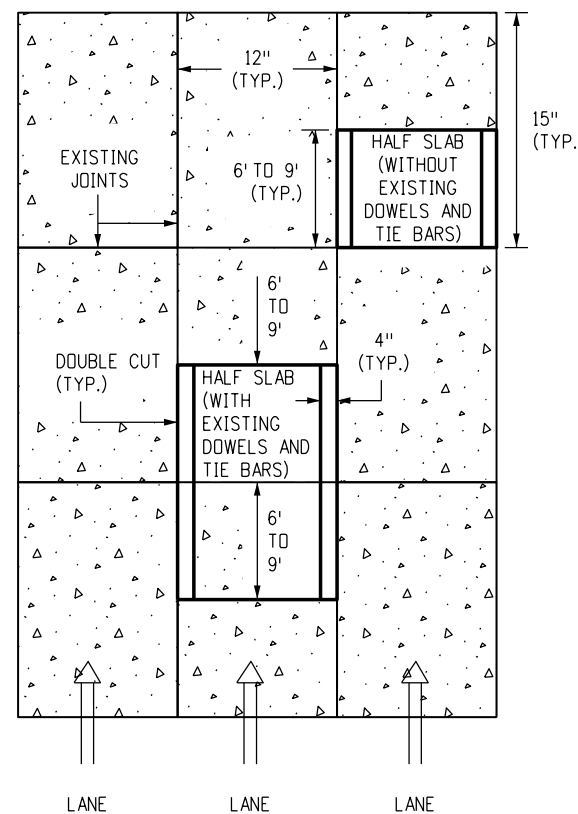 12"
(TYP.)
15"
(TYP.
6' TO 9'
(TYP.)
HALF SLAB
(WITHOUT
EXISTING
DOWELS AND
TIE BARS)
EXISTING
JOINTS
6'
TO
9'
4"
(TYP.)
DOUBLE CUT
(TYP.)
HALF SLAB
(WITH
EXISTING
DOWELS AND
TIE BARS)
6'
TO
9'
LANE
LANE
LANE